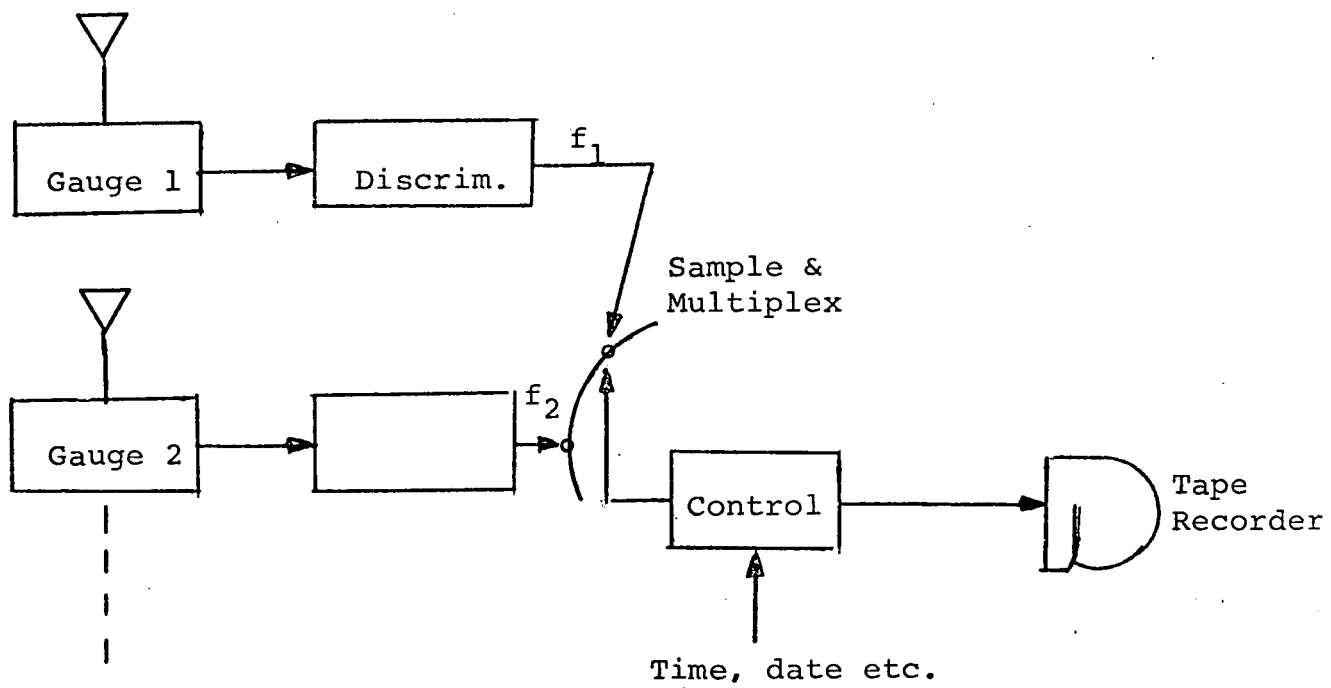 f₁
Gauge 1
Discrim.
Sample &
Multiplex
f₂
Gauge 2
Control
Tape
Recorder
Time, date etc.